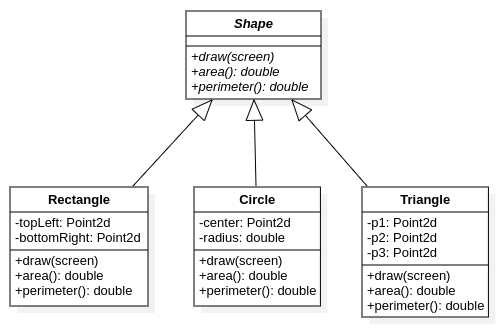 Shape
+draw(screen)
+area(): double
+perimeter(): double
Rectangle
-topLeft: Point2d
-bottomRight: Point2d
+draw(screen)
+area(): double
+perimeter(): double
Circle
-center: Point2d
-radius: double
+draw(screen)
+area(): double
+perimeter(): double
Triangle
-p1: Point2d
-p2: Point2d
-p3: Point2d
+draw(screen)
+area(): double
+perimeter(): double